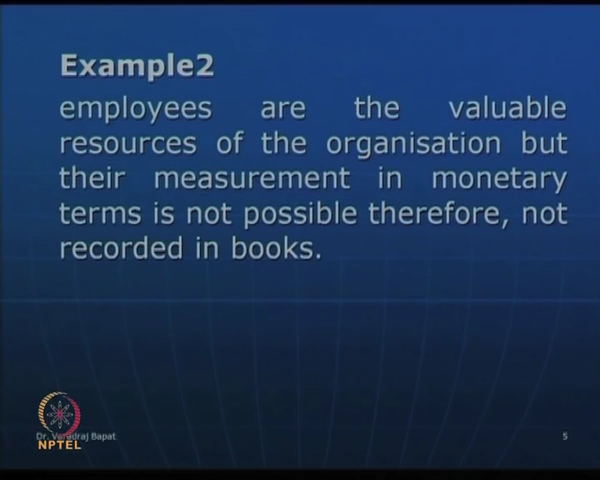 Example2
employees are the valuable
resources of the organisation but
their measurement in monetary
terms is not possible therefore, not
recorded in books.
Dr. Varadraj Bapat
5
NPTEL